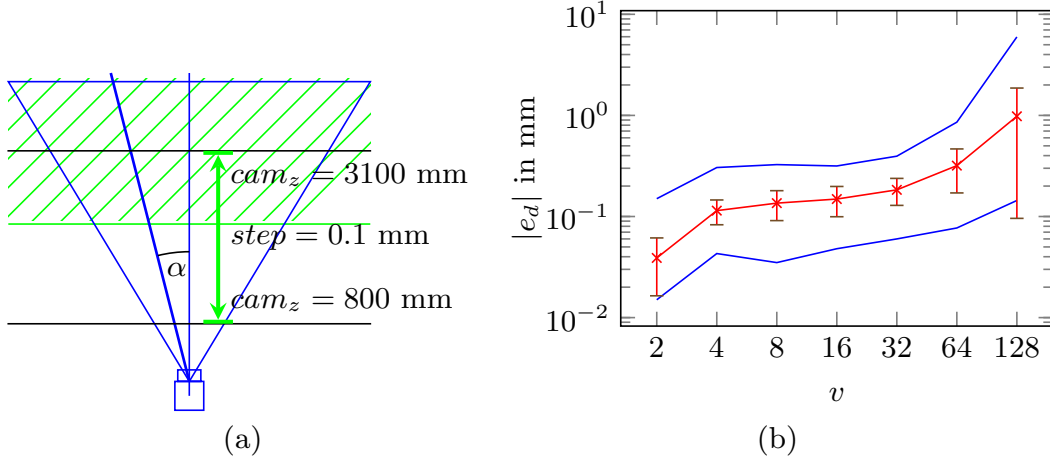 cam_z = 3100 mm
step = 0.1 mm
α
cam_z = 800 mm
(a)
10^1
10^0
10^{-1}
10^{-2}
|e_d| in mm
2 4 8 16 32 64 128
v
(b)